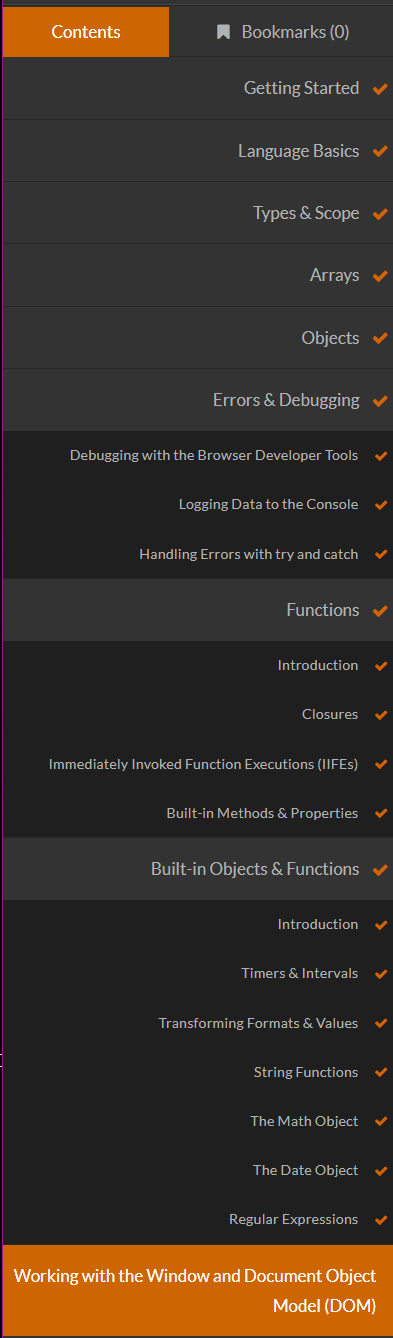 Contents
Bookmarks (0)
Getting Started
Language Basics
Types & Scope
Arrays
Objects
Errors & Debugging
Debugging with the Browser Developer Tools
Logging Data to the Console
Handling Errors with try and catch
Functions
Introduction
Closures
Immediately Invoked Function Executions (IIFEs)
Built-in Methods & Properties
Built-in Objects & Functions
Introduction
Timers & Intervals
Transforming Formats & Values
String Functions
The Math Object
The Date Object
Regular Expressions
Working with the Window and Document Object
Model (DOM)